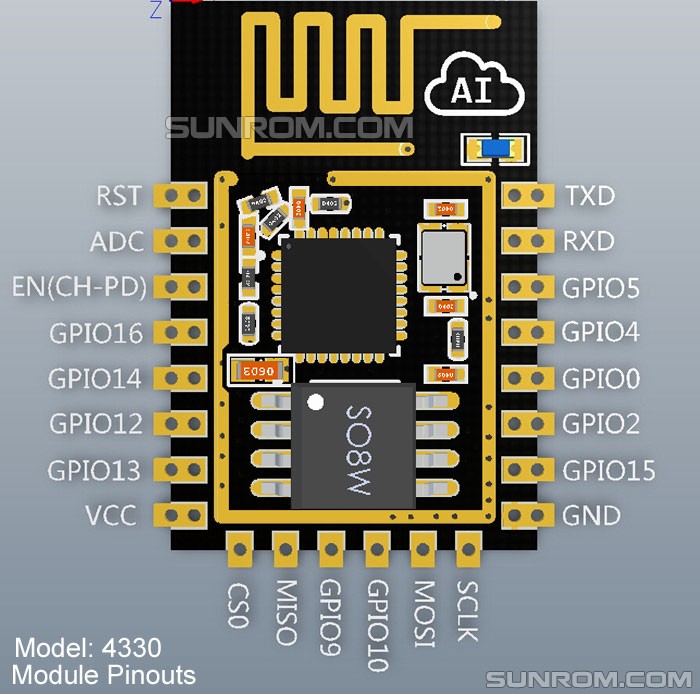 Z
AI
SUNROM.COM
RST
TXD
ADC
RXD
EN(CH-PD)
GPIO5
GPIO16
GPIO4
GPIO14
GPIO0
GPIO12
GPIO2
GPIO13
GPIO15
VCC
GND
0603
SO8W
CS0
MISO
GPIO9
GPIO10
MOSI
SCLK
Model: 4330
Module Pinouts
SUNROM.COM